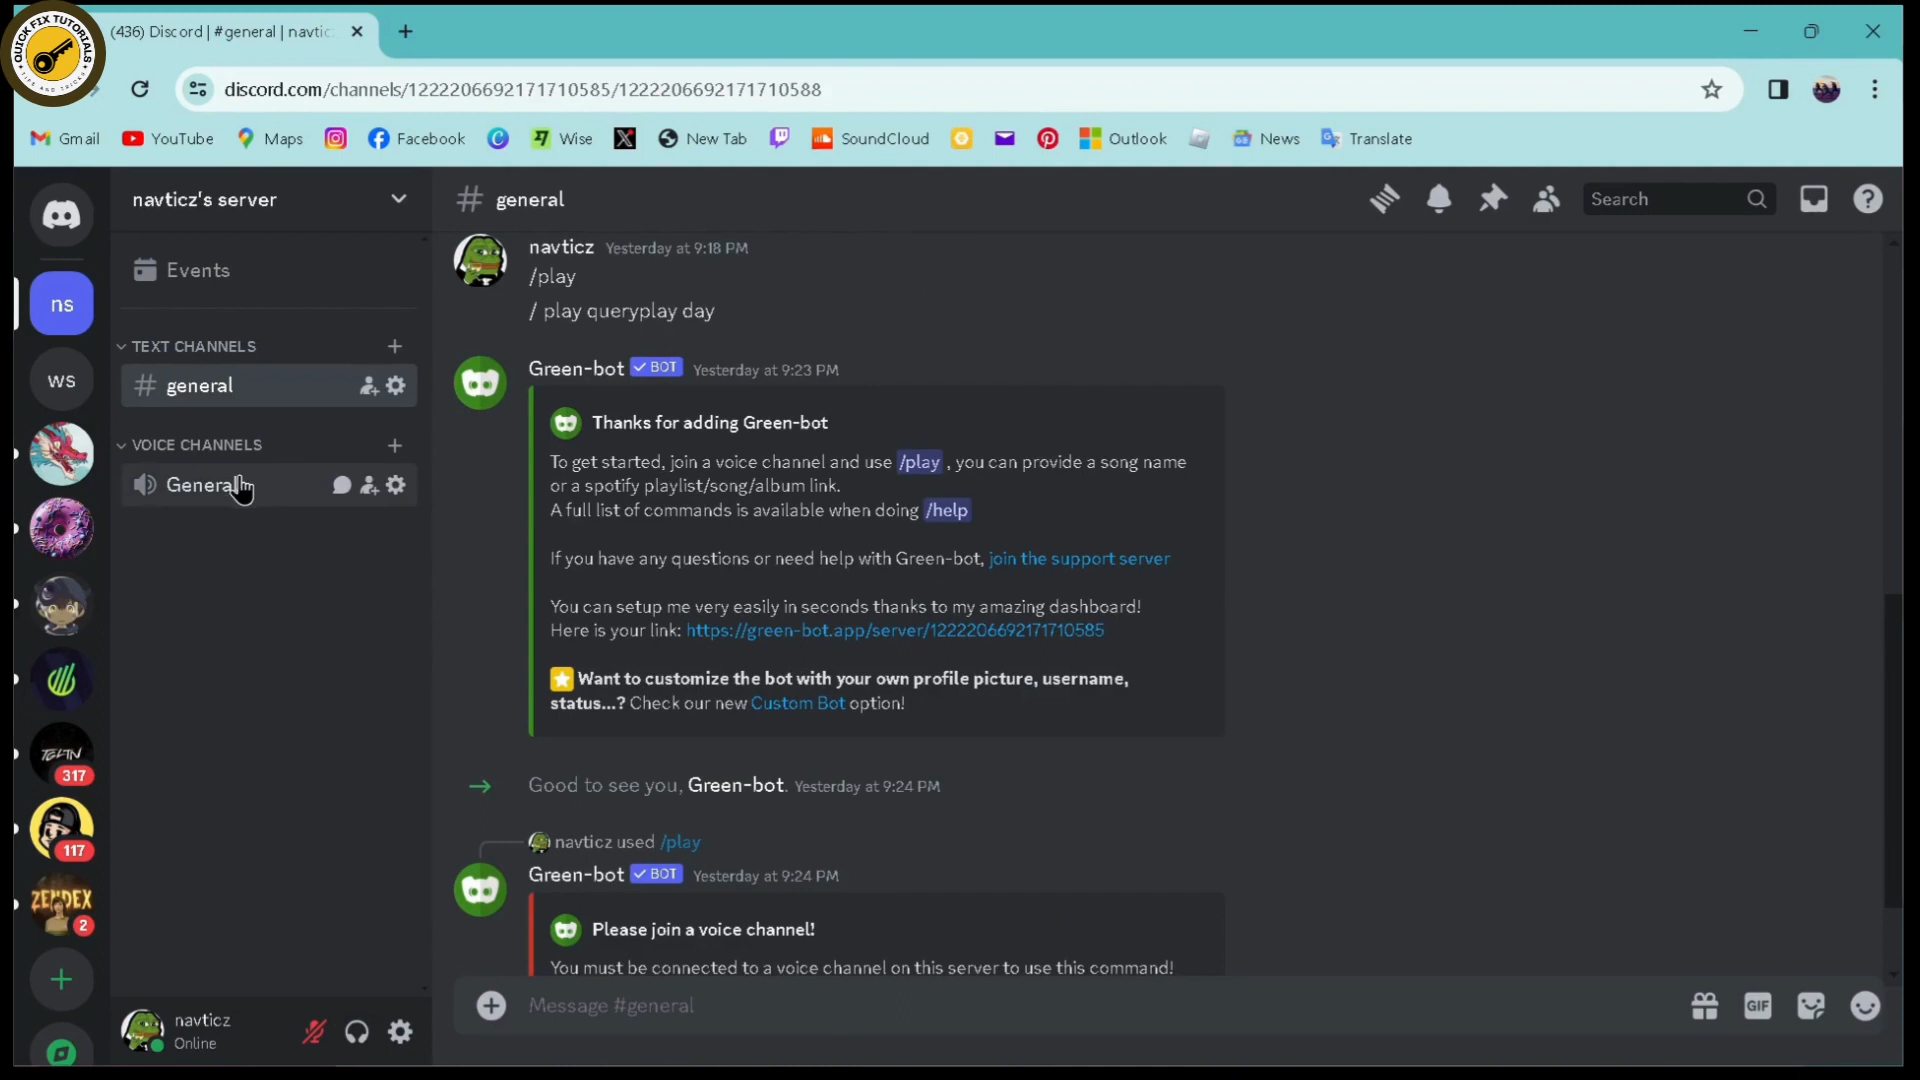 QUICK FIX TUTORIALS
TIPS AND TRICKS
(436) Discord | #general | navtic
discord.com/channels/1222206692171710585/1222206692171710588
Gmail
YouTube
Maps
Facebook
Wise
New Tab
SoundCloud
Outlook
News
Translate
navticz's server
general
Search
Events
ns
ws
TEXT CHANNELS
general
VOICE CHANNELS
General
navticz Yesterday at 9:18 PM
/play
/ play queryplay day
Green-bot BOT Yesterday at 9:23 PM
Thanks for adding Green-bot
To get started, join a voice channel and use /play , you can provide a song name
or a spotify playlist/song/album link.
A full list of commands is available when doing /help
If you have any questions or need help with Green-bot, join the support server
You can setup me very easily in seconds thanks to my amazing dashboard!
Here is your link: https://green-bot.app/server/1222206692171710585
Want to customize the bot with your own profile picture, username,
status...? Check our new Custom Bot option!
Good to see you, Green-bot. Yesterday at 9:24 PM
navticz used /play
Green-bot BOT Yesterday at 9:24 PM
Please join a voice channel!
You must be connected to a voice channel on this server to use this command!
317
117
ZENDEX
2
Message #general
GIF
navticz
Online